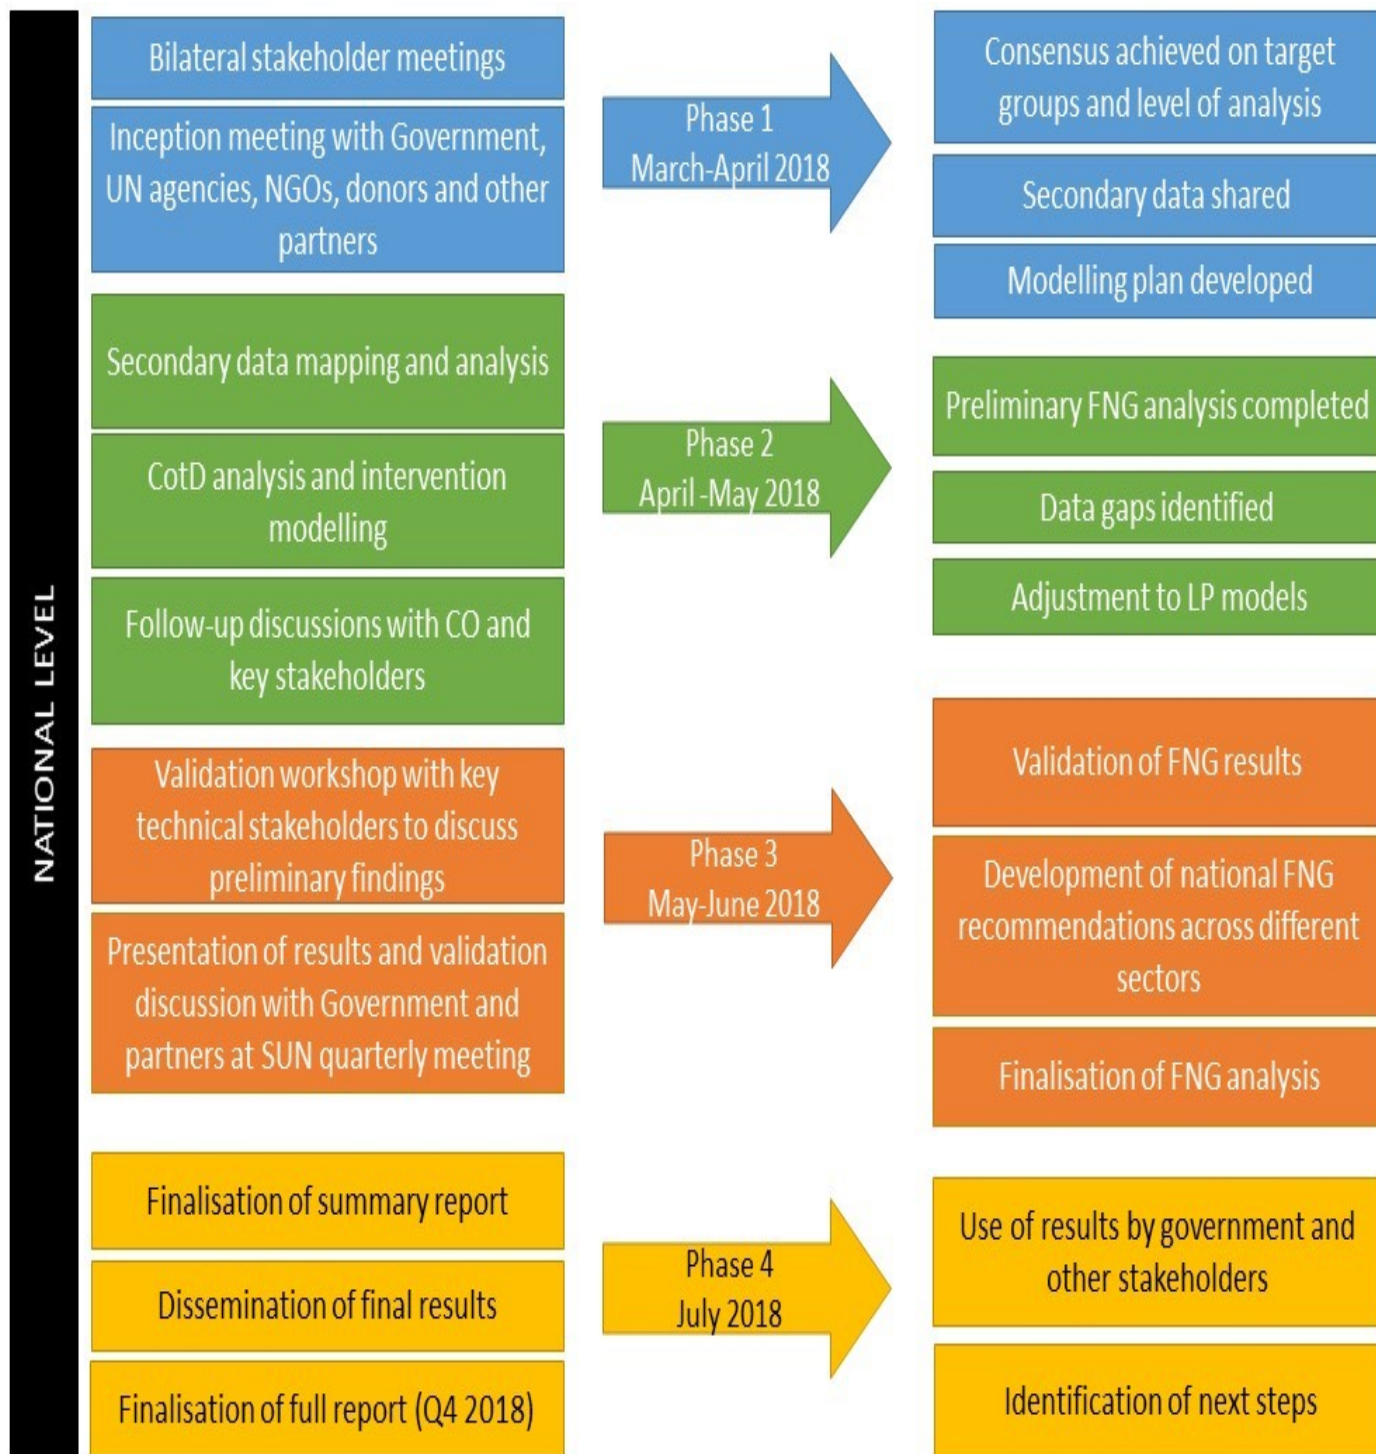 NATIONAL LEVEL
Bilateral stakeholder meetings
Inception meeting with Government,
UN agencies, NGOs, donors and other
partners
Phase 1
March-April 2018
Consensus achieved on target
groups and level of analysis
Secondary data shared
Modelling plan developed
Secondary data mapping and analysis
CotD analysis and intervention
modelling
Follow-up discussions with CO and
key stakeholders
Phase 2
April -May 2018
Preliminary FNG analysis completed
Data gaps identified
Adjustment to LP models
Validation workshop with key
technical stakeholders to discuss
preliminary findings
Presentation of results and validation
discussion with Government and
partners at SUN quarterly meeting
Phase 3
May-June 2018
Validation of FNG results
Development of national FNG
recommendations across different
sectors
Finalisation of FNG analysis
Finalisation of summary report
Dissemination of final results
Finalisation of full report (Q4 2018)
Phase 4
July 2018
Use of results by government and
other stakeholders
Identification of next steps